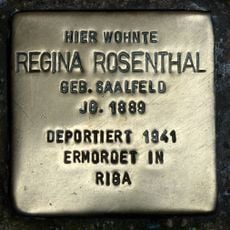 HIER WOHNTE
REGINA ROSENTHAL
GEB. SAALFELD
JG. 1889
DEPORTIERT 1941
ERMORDET IN
RIGA